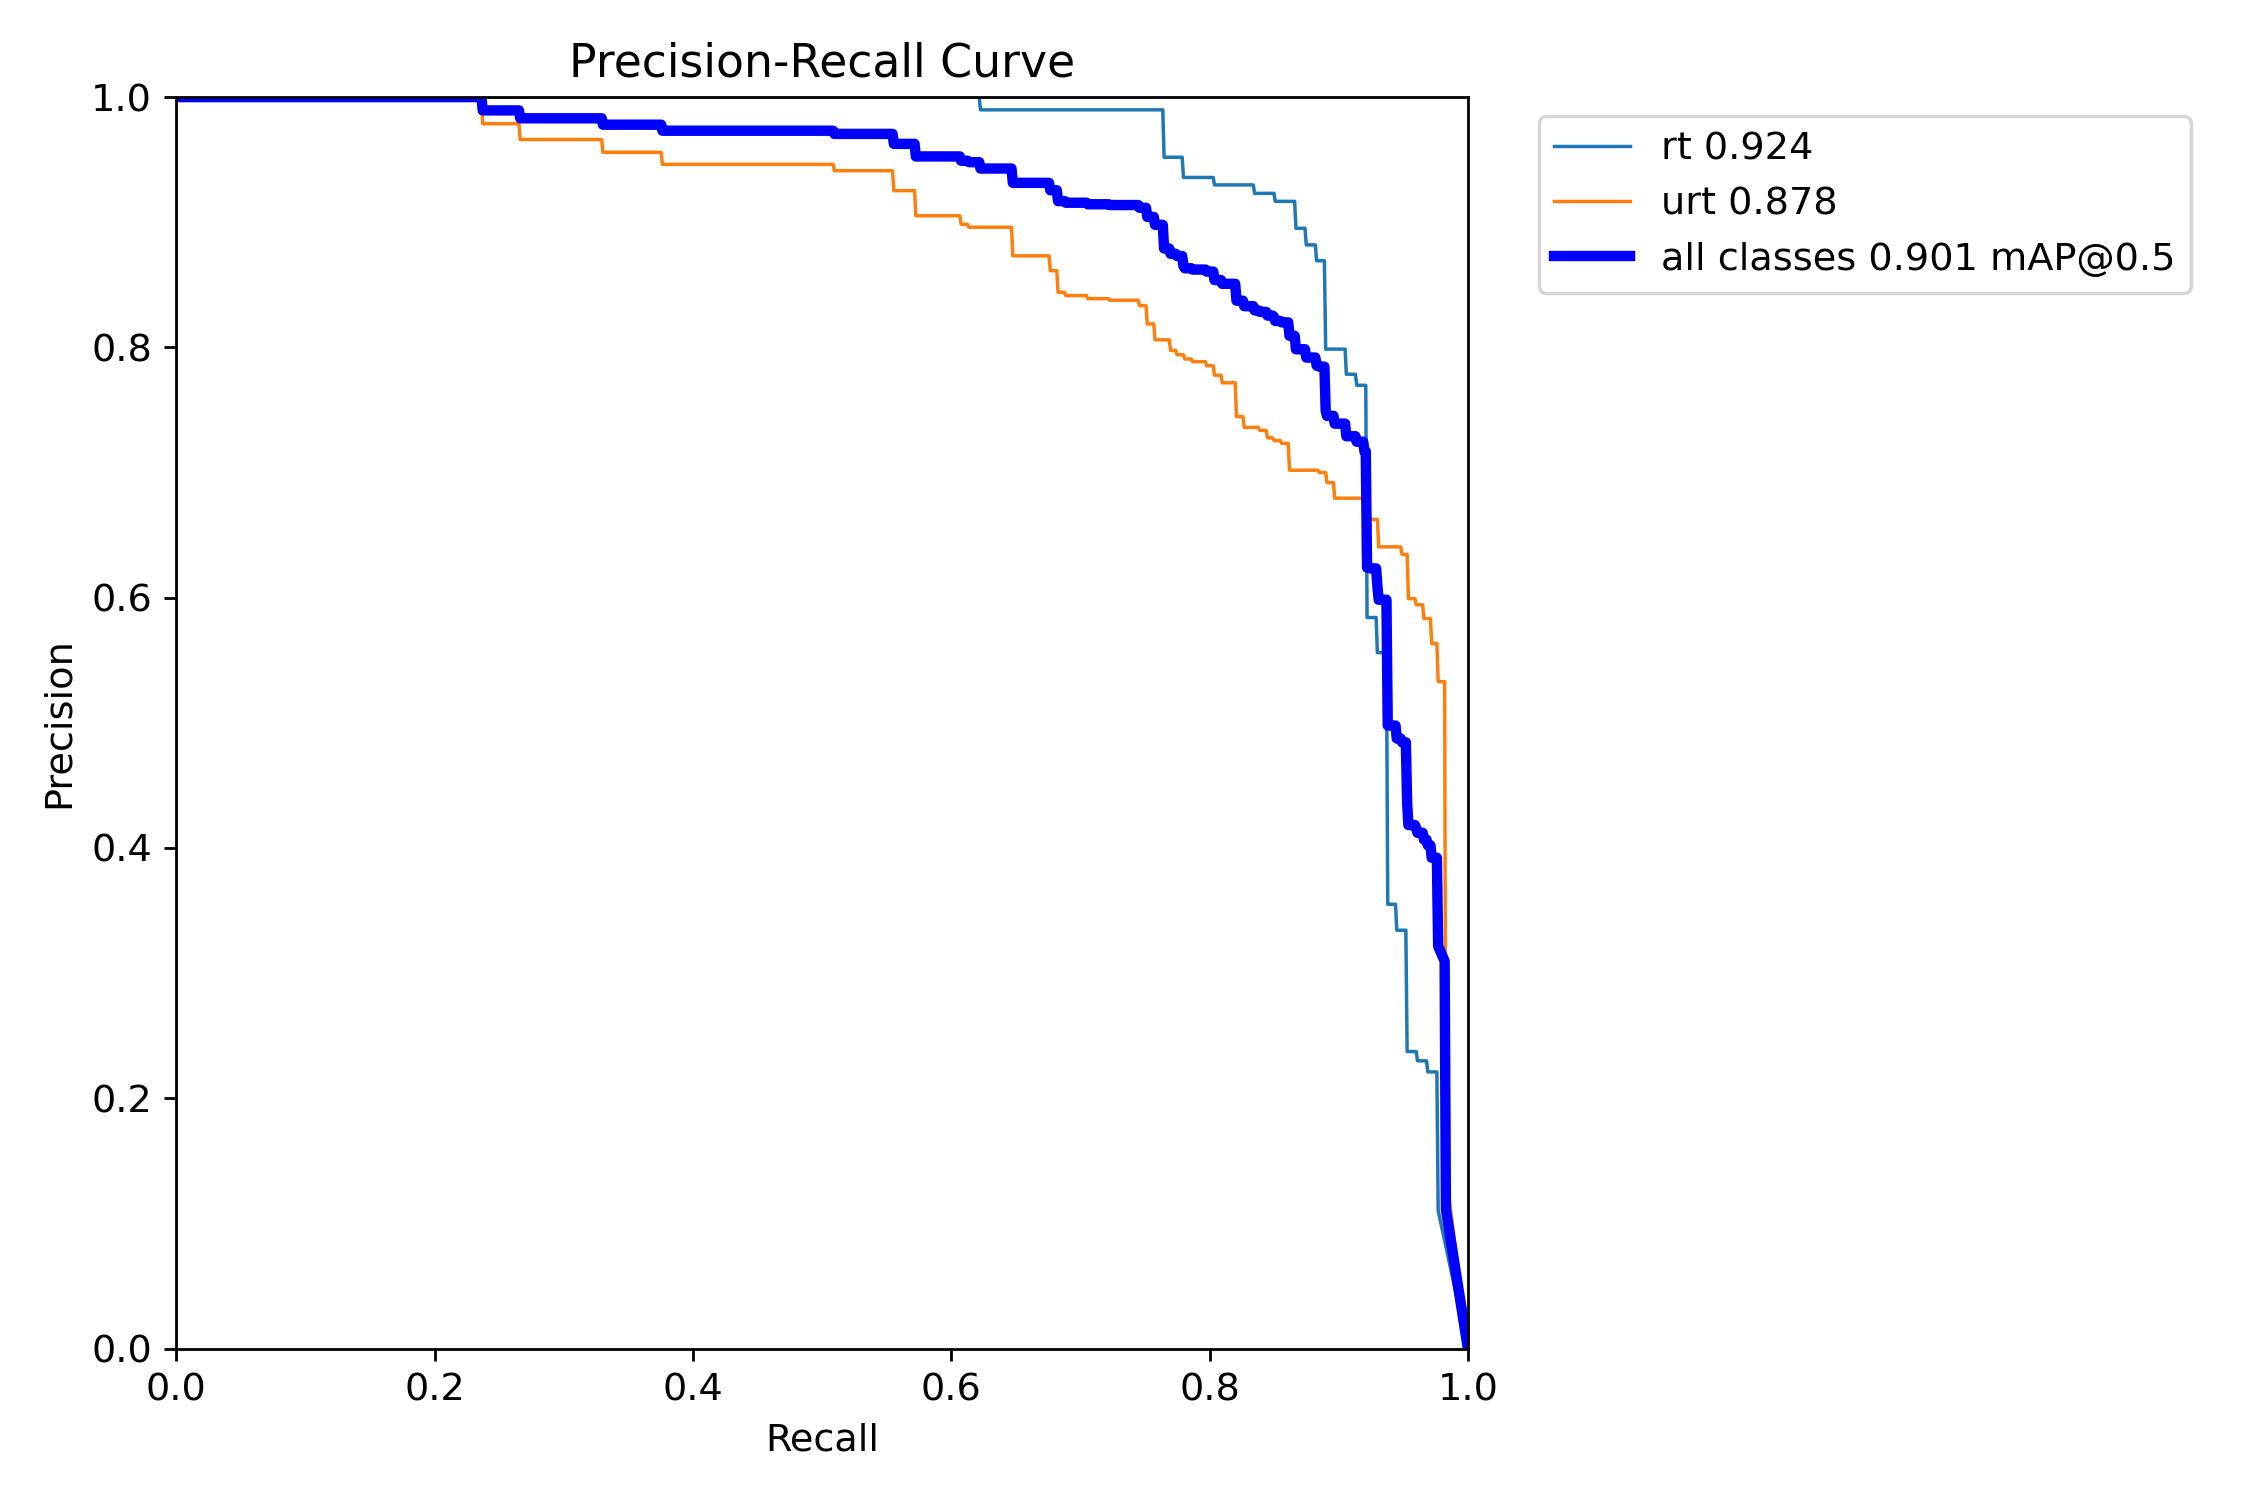 Precision-Recall Curve
1.0
0.8
0.6
0.4
0.2
0.0
Precision
0.0 0.2 0.4 0.6 0.8 1.0
Recall
rt 0.924
urt 0.878
all classes 0.901 mAP@0.5